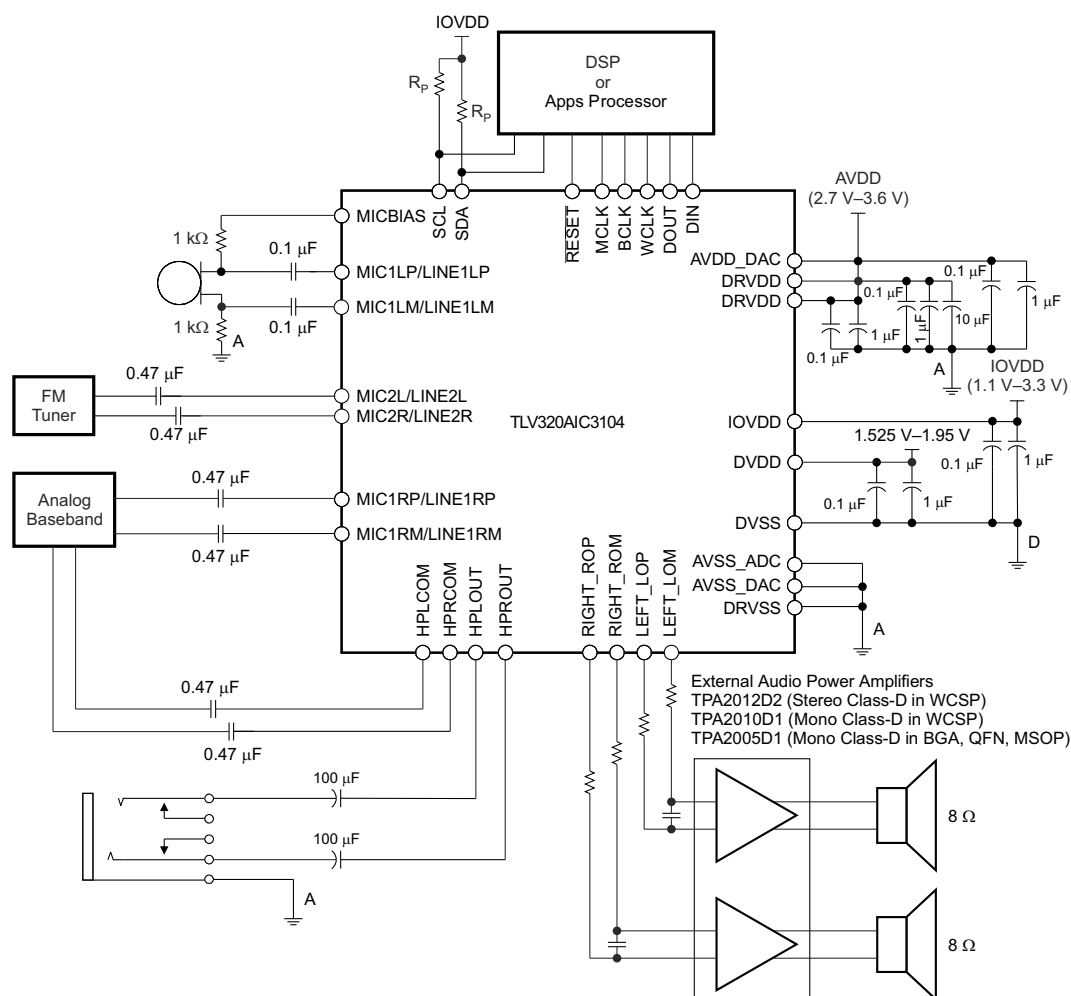 IOVDD
DSP
or
Apps Processor
R_P
R_P
SCL
SDA
RESET
MCLK
BCLK
WCLK
DOUT
DIN
AVDD
(2.7 V–3.6 V)
MICBIAS
1 kΩ
0.1 μF
MIC1LP/LINE1LP
MIC1LM/LINE1LM
1 kΩ
A
0.1 μF
AVDD_DAC
DRVDD
DRVDD
0.1 μF
0.1 μF
1 μF
1 μF
1 μF
10 μF
0.1 μF
A
0.47 μF
FM
Tuner
MIC2L/LINE2L
MIC2R/LINE2R
0.47 μF
TLV320AIC3104
IOVDD
(1.1 V–3.3 V)
IOVDD
1.525 V–1.95 V
DVDD
0.1 μF
1 μF
0.1 μF
1 μF
DVSS
D
0.47 μF
Analog
Baseband
MIC1RP/LINE1RP
MIC1RM/LINE1RM
0.47 μF
AVSS_ADC
AVSS_DAC
DRVSS
A
HPLCOM
HPRCOM
HPLOUT
HPROUT
RIGHT_ROP
RIGHT_ROM
LEFT_LOP
LEFT_LOM
0.47 μF
0.47 μF
External Audio Power Amplifiers
TPA2012D2 (Stereo Class-D in WCSP)
TPA2010D1 (Mono Class-D in WCSP)
TPA2005D1 (Mono Class-D in BGA, QFN, MSOP)
100 μF
100 μF
A
8 Ω
8 Ω